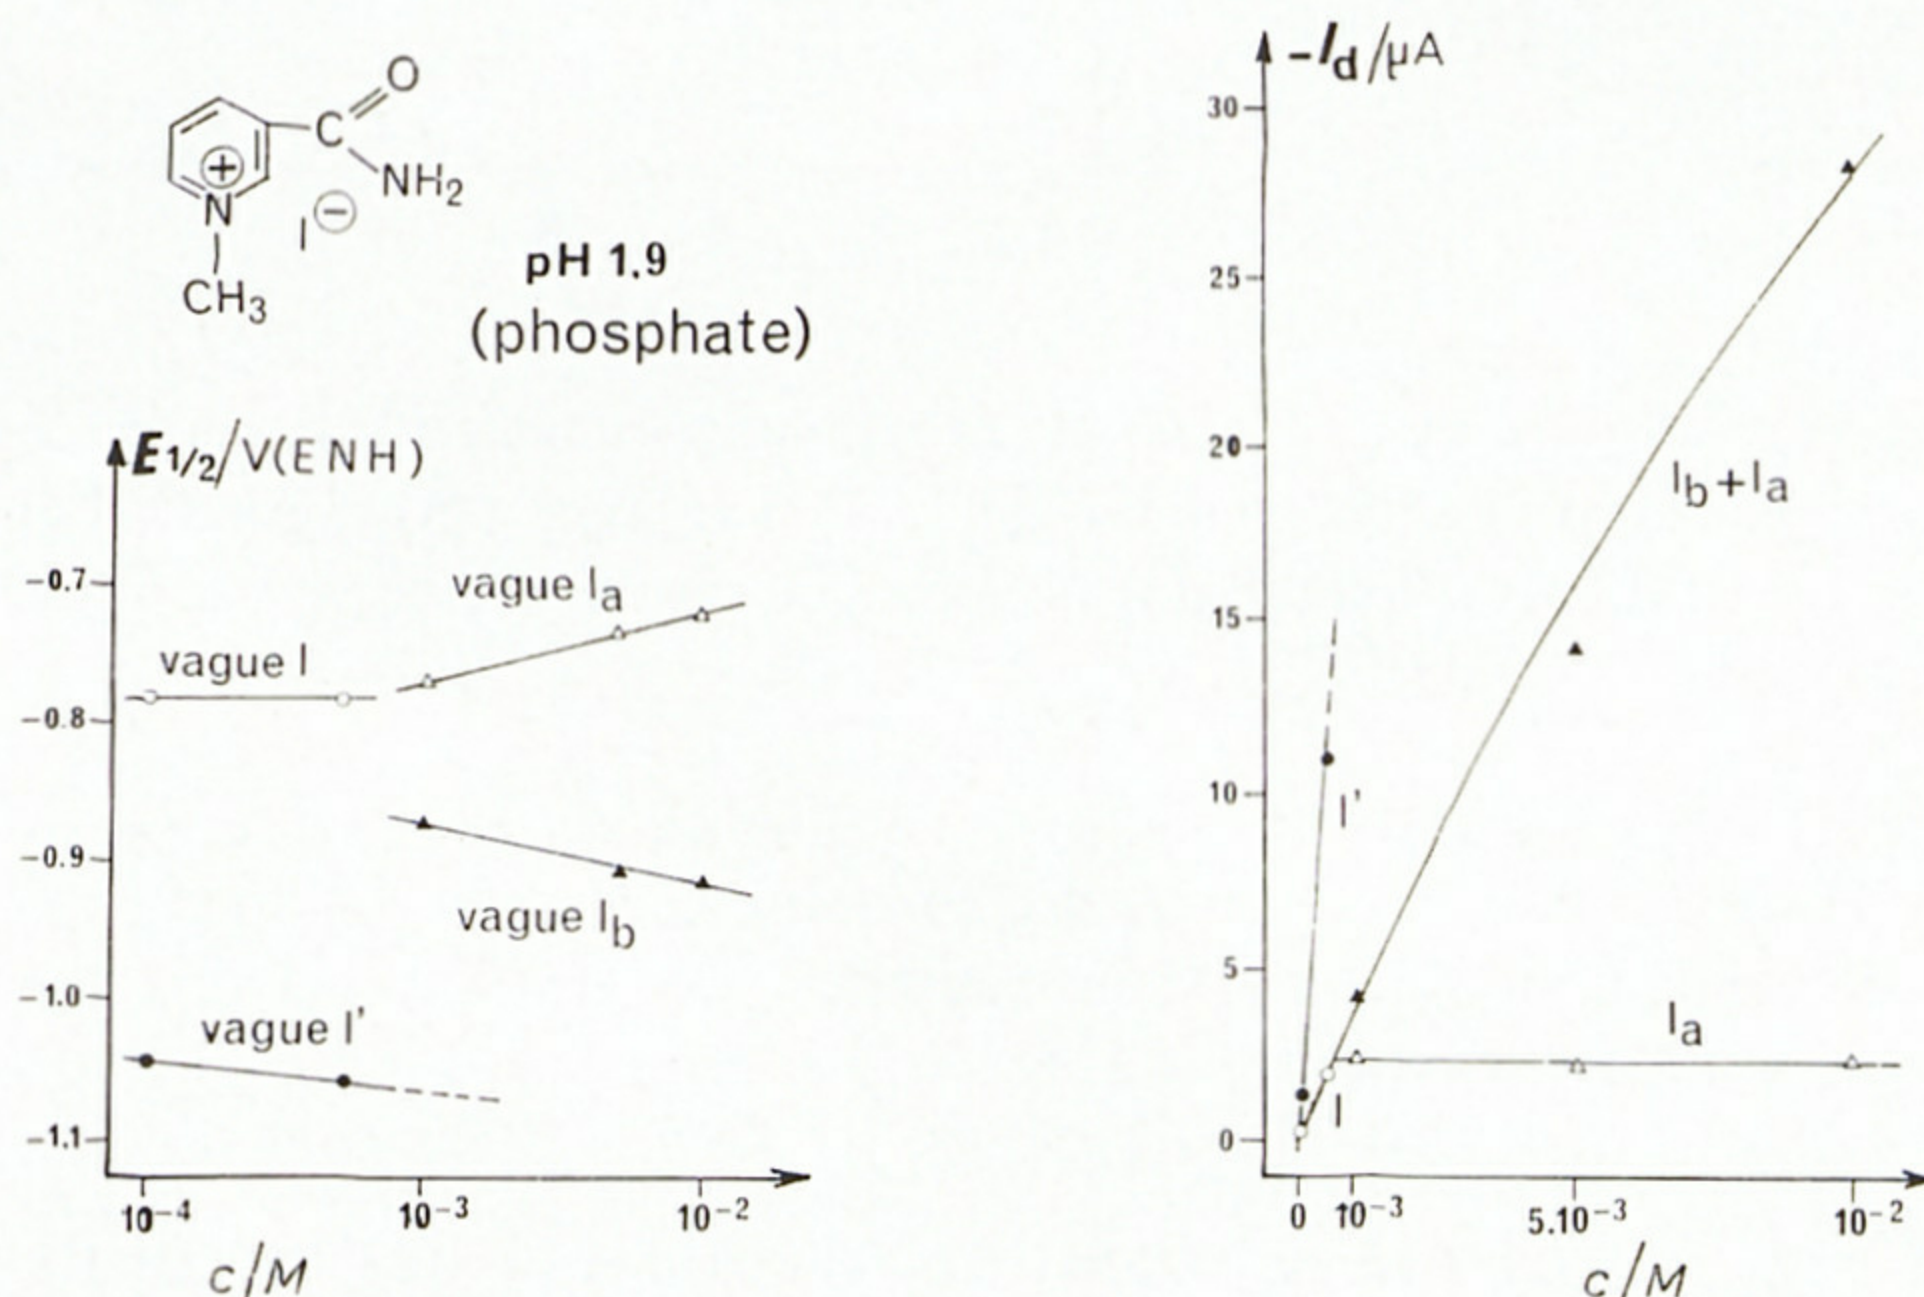 O
C
NH2
+
N
I −
CH3
pH 1.9
(phosphate)
E1/2/V(ENH)
-0.7
vague Ia
vague I
-0.8
-0.9
vague Ib
-1.0
vague I'
-1.1
10-4
10-3
10-2
c/M
-Id/µA
30
25
20
Ib+Ia
15
10
I'
5
Ia
I
0
0
10-3
5.10-3
10-2
c/M